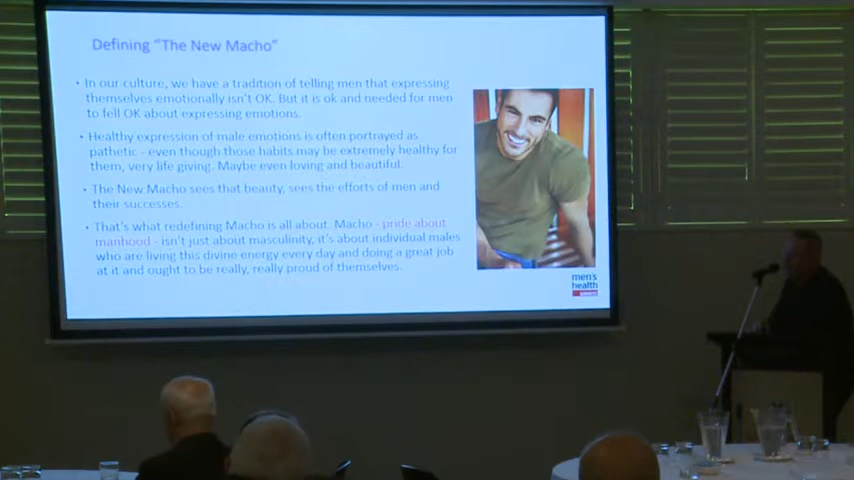 Defining "The New Macho"
• In our culture, we have a tradition of telling men that expressing
themselves emotionally isn't OK. But it is ok and needed for men
to fell OK about expressing emotions.
• Healthy expression of male emotions is often portrayed as
pathetic - even though those habits may be extremely healthy for
them, very life giving. Maybe even loving and beautiful.
• The New Macho sees that beauty, sees the efforts of men and
their successes.
• That's what redefining Macho is all about. Macho - pride about
manhood - isn't just about masculinity, it's about individual males
who are living this divine energy every day and doing a great job
at it and ought to be really, really proud of themselves.
men's
health